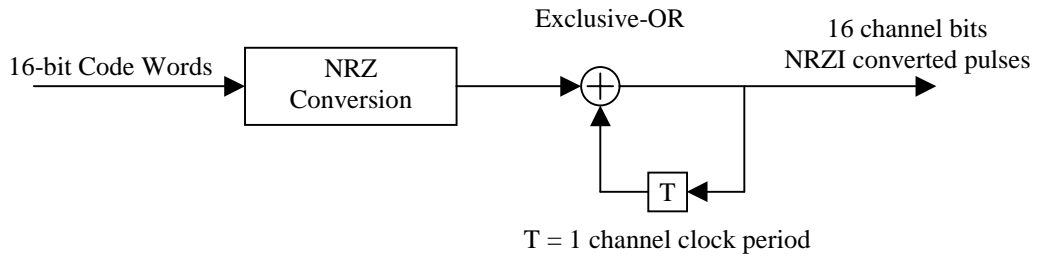 Exclusive-OR
16 channel bits
NRZI converted pulses
16-bit Code Words
NRZ
Conversion
T
T = 1 channel clock period